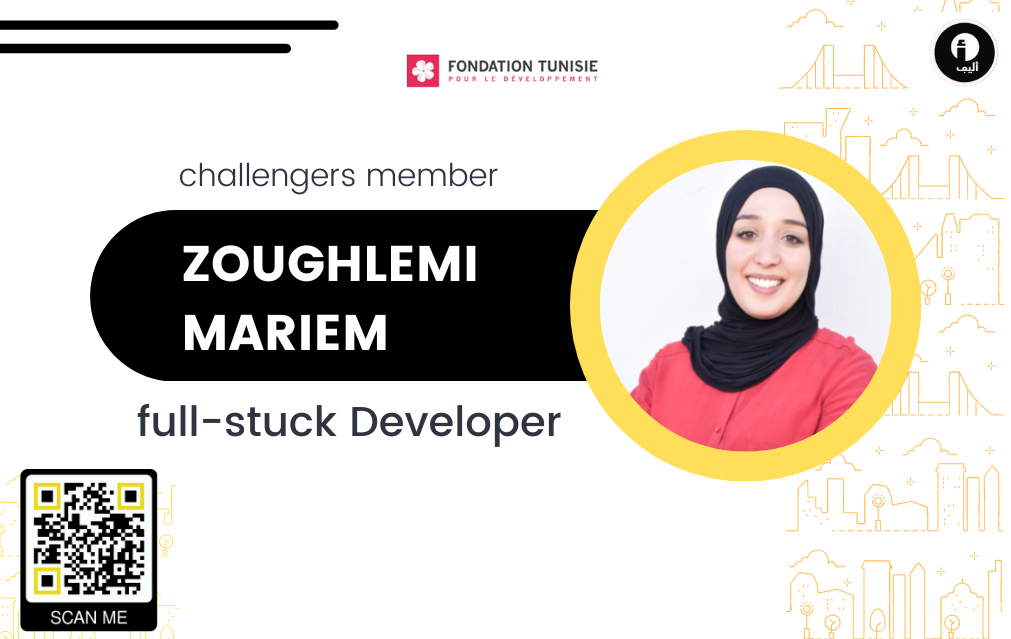 FONDATION TUNISIE
POUR LE DÉVELOPPEMENT
أ
أليف
challengers member
ZOUGHLEMI
MARIEM
full-stuck Developer
SCAN ME